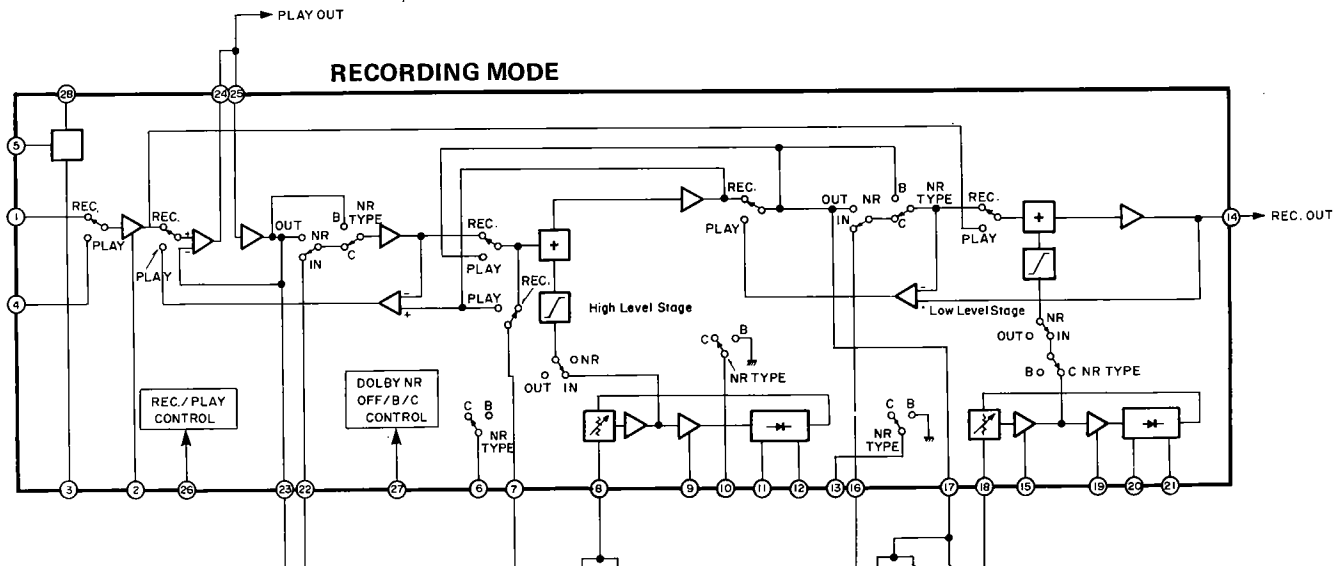 PLAY OUT
RECORDING MODE
28
24
25
5
1
4
REC.
PLAY
REC.
PLAY
+
-
OUT
NR
IN
B
NR
TYPE
C
-
+
REC.
PLAY
PLAY
REC.
+
High Level Stage
NR
OUT
IN
REC.
PLAY
OUT
NR
IN
B
NR
TYPE
C
-
+
Low Level Stage
REC.
PLAY
+
14
REC. OUT
NR
OUT
IN
B
C NR TYPE
C
B
NR TYPE
C
B
NR
TYPE
C
B
NR
TYPE
REC./PLAY
CONTROL
DOLBY NR
OFF/B/C
CONTROL
3
2
26
23
22
27
6
7
8
9
10
11
12
13
16
17
18
15
19
20
21